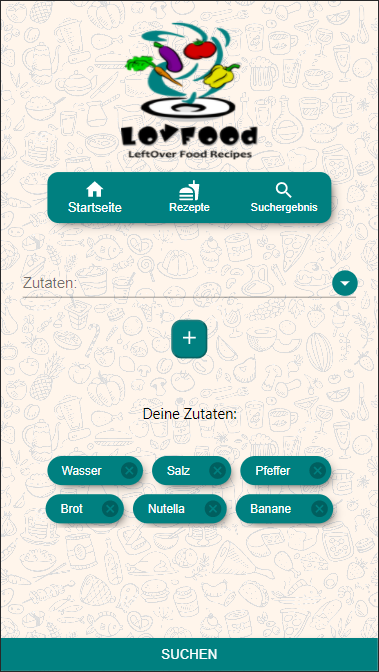 LovFood
LeftOver Food Recipes
Startseite
Rezepte
Suchergebnis
Zutaten:
+
Deine Zutaten:
Wasser
Salz
Pfeffer
Brot
Nutella
Banane
SUCHEN